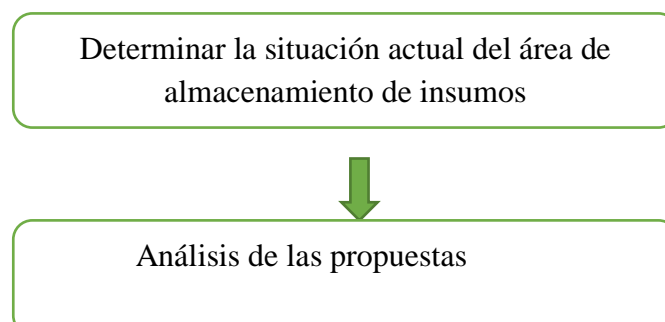 Determinar la situación actual del área de
almacenamiento de insumos
Análisis de las propuestas